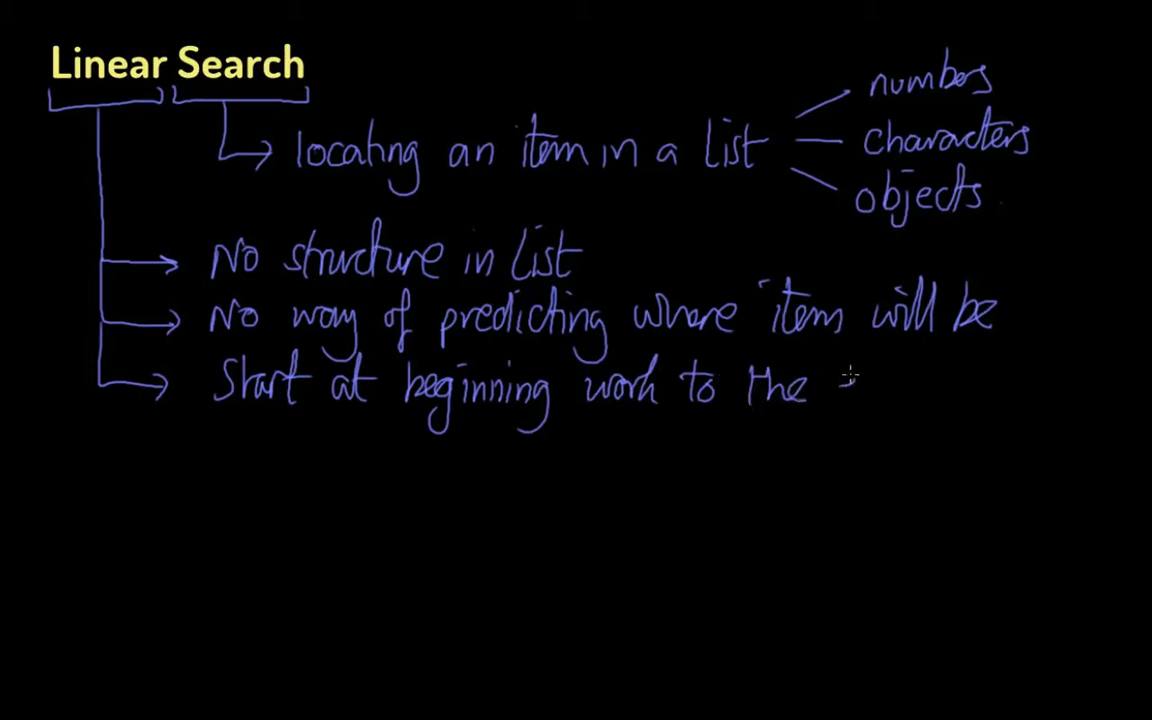 Linear Search
numbers
locating an item in a list
characters
objects
No structure in list
No way of predicting where item will be
Start at beginning work to the